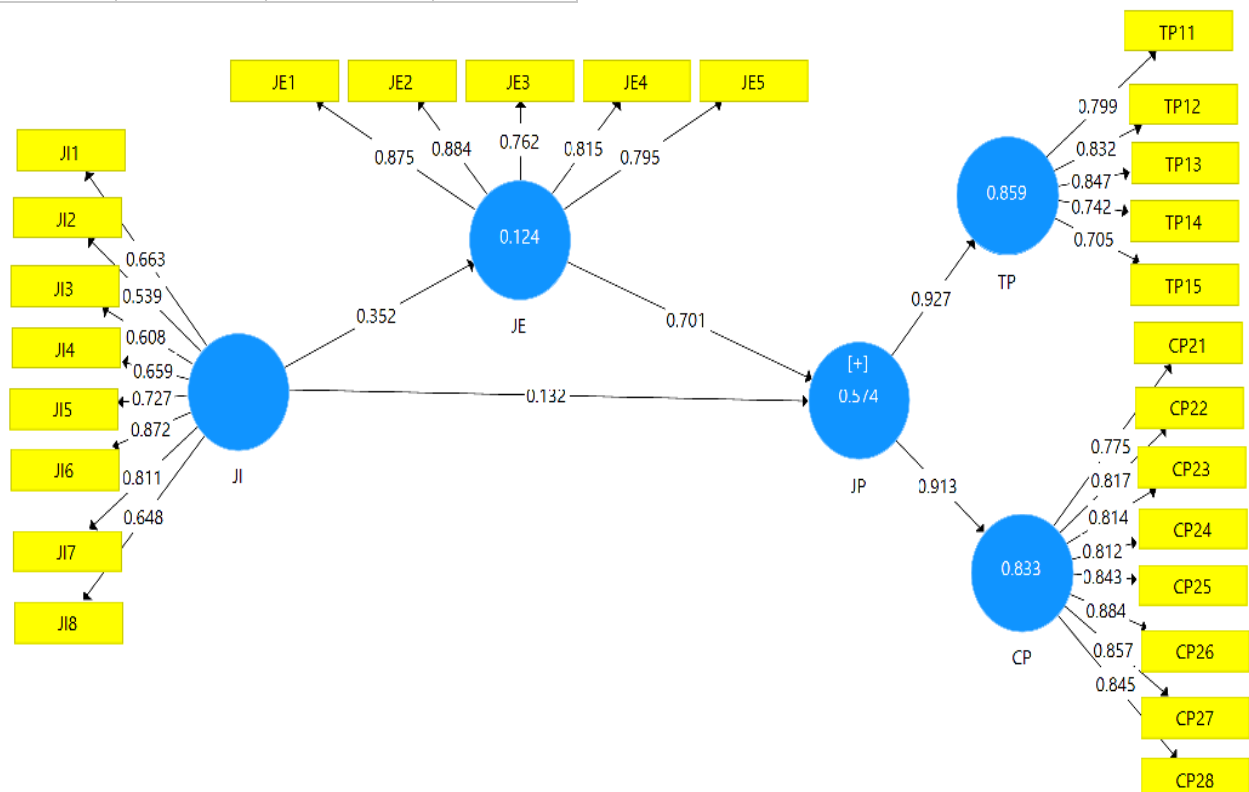 TP11
JE1
JE2
JE3
JE4
JE5
0.799
TP12
JI1
0.875
0.884
0.762
0.815
0.795
0.832
TP13
0.847
0.859
0.742
TP14
JI2
0.124
0.705
0.663
TP
TP15
JI3
0.539
0.927
0.352
JE
0.701
0.608
JI4
CP21
0.659
[+]
JI5
0.727
0.132
0.574
CP22
0.872
0.775
JI6
0.811
JI
JP
0.913
0.817
CP23
0.648
0.814
CP24
JI7
0.812
0.833
0.843
CP25
0.884
JI8
CP
0.857
CP26
0.845
CP27
CP28